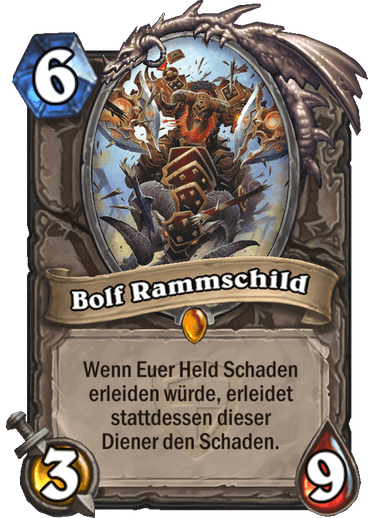 6
Bolf Rammschild
Wenn Euer Held Schaden
erleiden würde, erleidet
stattdessen dieser
Diener den Schaden.
3
9